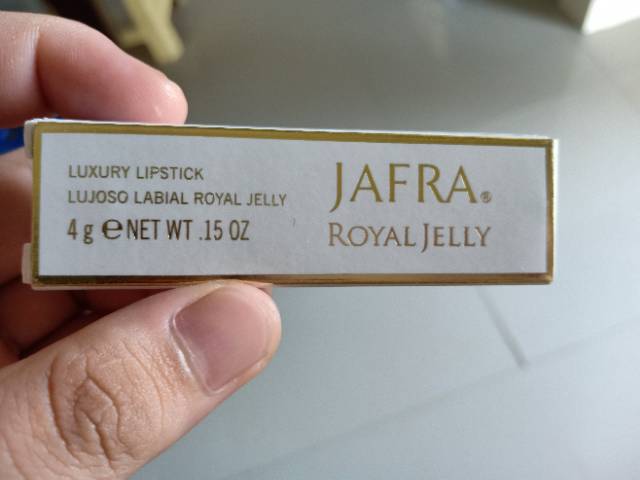 LUXURY LIPSTICK
LUJOSO LABIAL ROYAL JELLY
4 g ℮ NET WT .15 OZ
JAFRA®
ROYAL JELLY